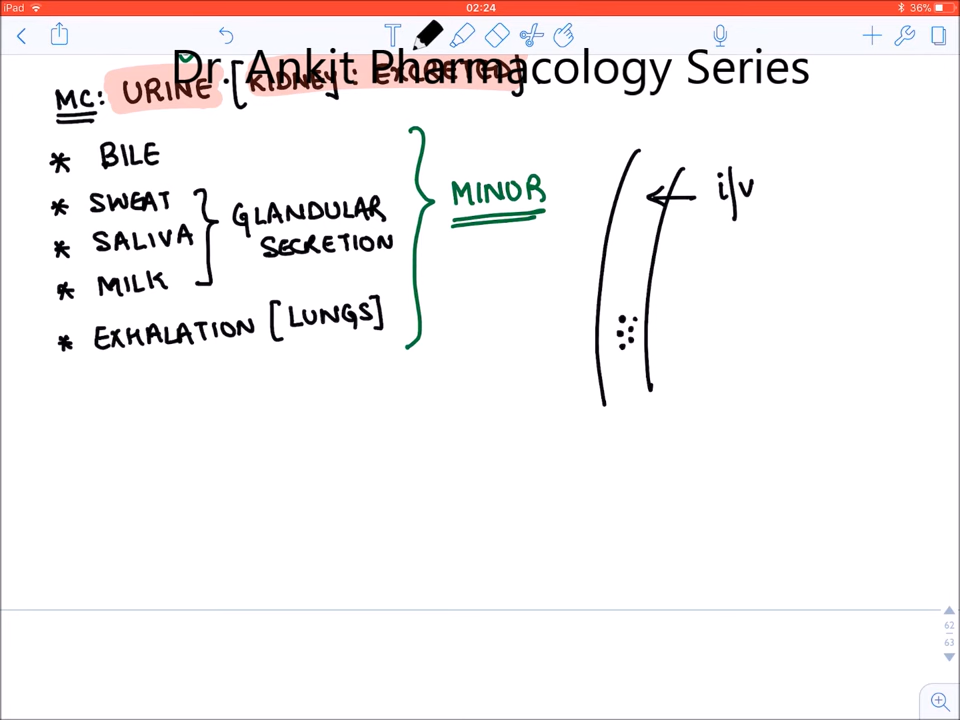 iPad 02:24 36%
T
Dr. Ankit Pharmacology Series
MC: URINE. [KIDNEY: EXCRETED].
* BILE
* SWEAT
* SALIVA
* MILK
GLANDULAR
SECRETION
* EXHALATION [LUNGS]
MINOR
i/v
62
63